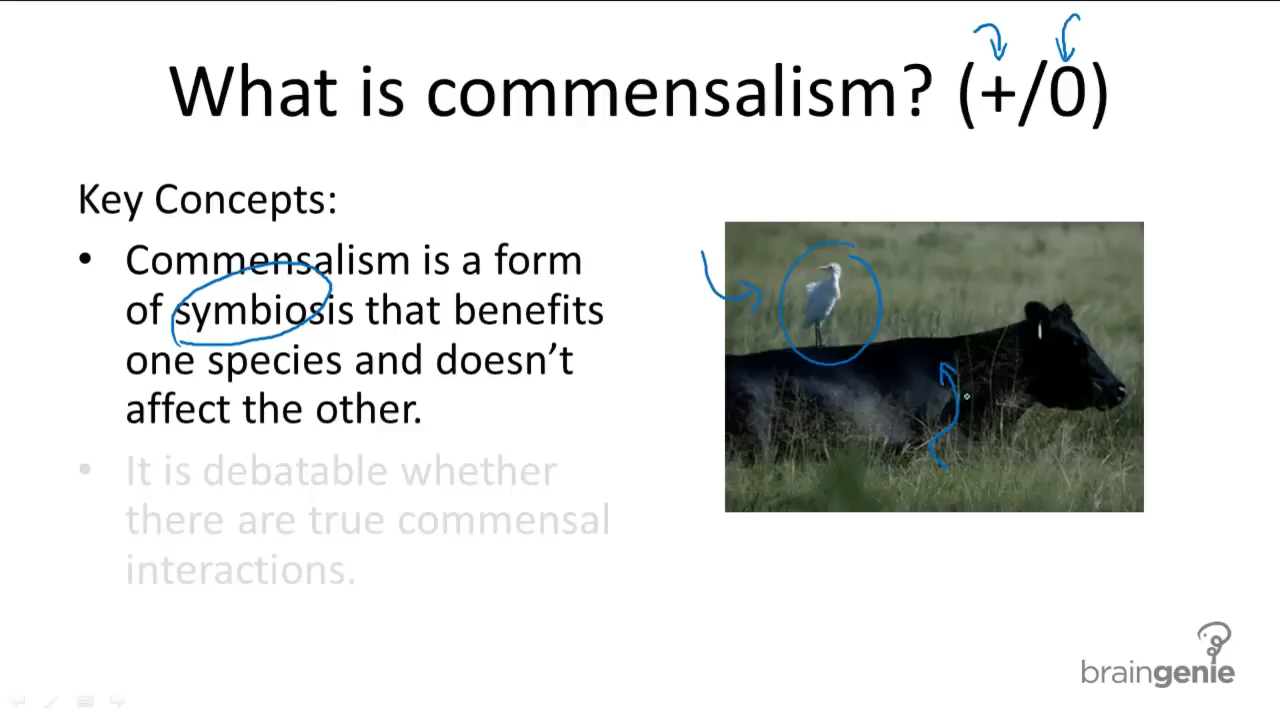 What is commensalism? (+/0)
Key Concepts:
• Commensalism is a form
of symbiosis that benefits
one species and doesn’t
affect the other.
• It is debatable whether
there are true commensal
interactions.
braingenie